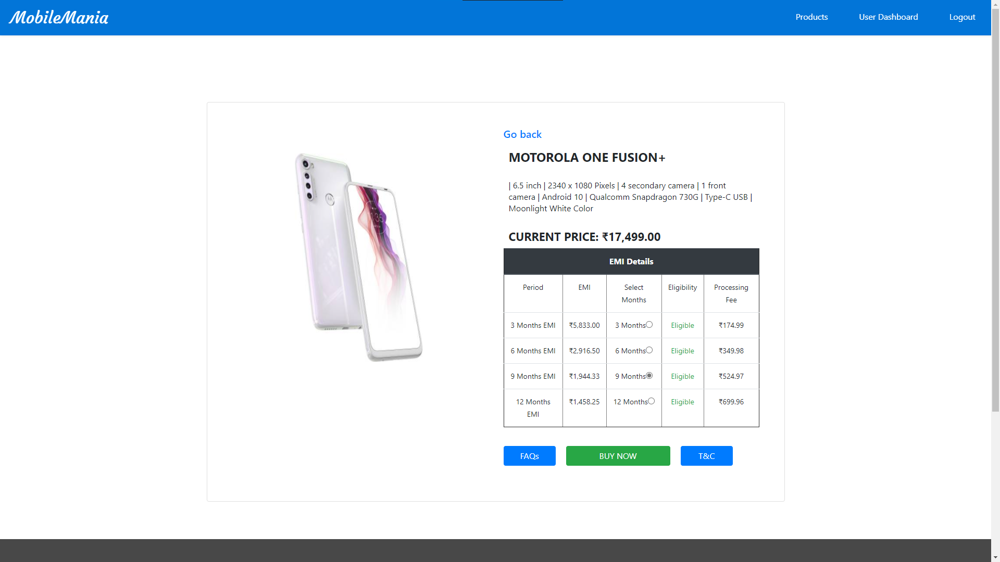 MobileMania
Products
User Dashboard
Logout
Go back
MOTOROLA ONE FUSION+
| 6.5 inch | 2340 x 1080 Pixels | 4 secondary camera | 1 front
camera | Android 10 | Qualcomm Snapdragon 730G | Type-C USB |
Moonlight White Color
CURRENT PRICE: ₹17,499.00
EMI Details
Period EMI Select Months Eligibility Processing Fee
3 Months EMI ₹5,833.00 3 Months Eligible ₹174.99
6 Months EMI ₹2,916.50 6 Months Eligible ₹349.98
9 Months EMI ₹1,944.33 9 Months Eligible ₹524.97
12 Months EMI ₹1,458.25 12 Months Eligible ₹699.96
FAQs
BUY NOW
T&C